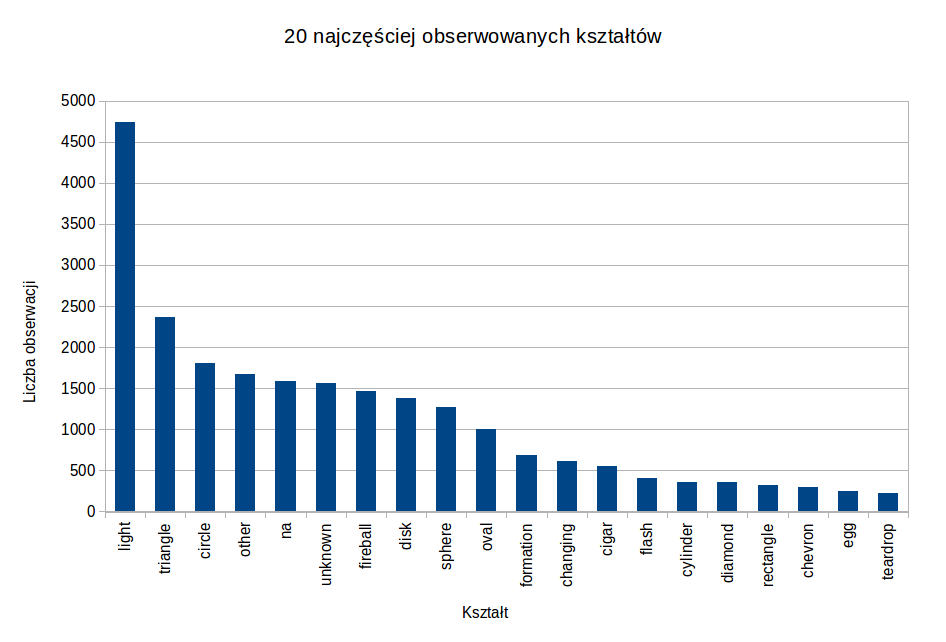 20 najczęściej obserwowanych kształtów
5000
4500
4000
3500
3000
2500
2000
1500
1000
500
0
Liczba obserwacji
light
triangle
circle
other
na
unknown
fireball
disk
sphere
oval
formation
changing
cigar
flash
cylinder
diamond
rectangle
chevron
egg
teardrop
Kształt